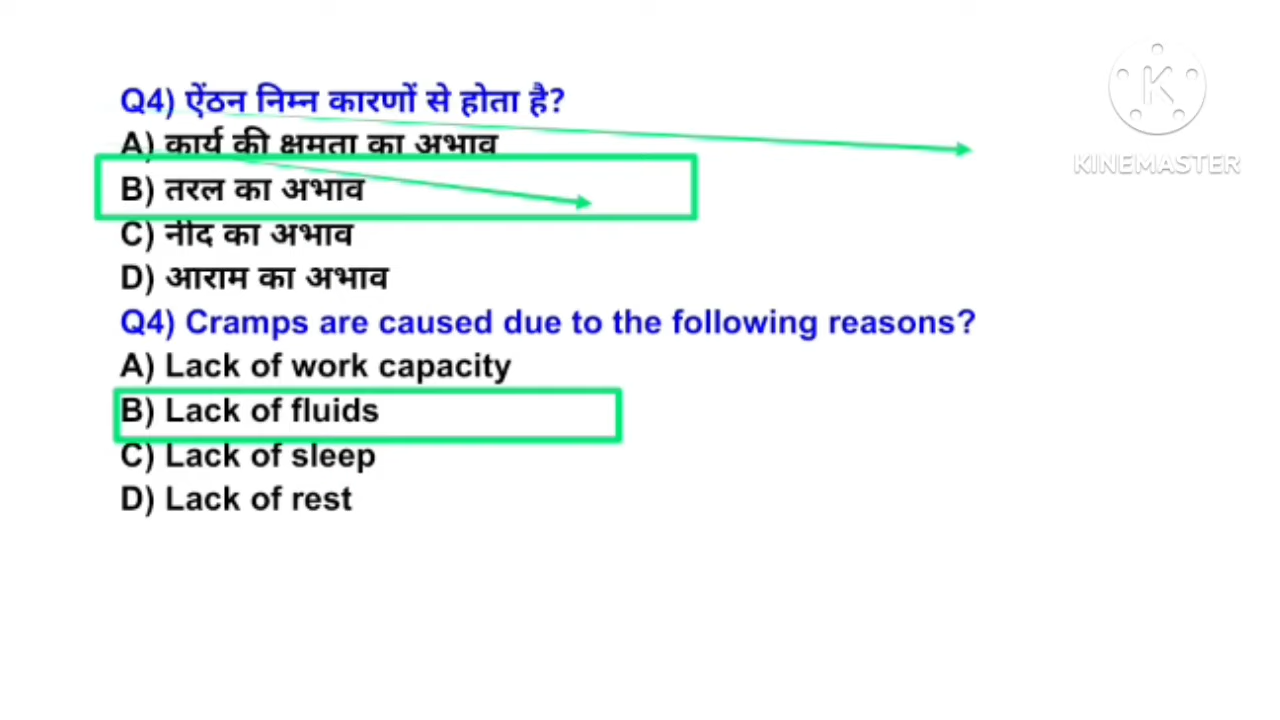 Q4) ऐंठन निम्न कारणों से होता है?
A) कार्य की क्षमता का अभाव
B) तरल का अभाव
C) नींद का अभाव
D) आराम का अभाव
Q4) Cramps are caused due to the following reasons?
A) Lack of work capacity
B) Lack of fluids
C) Lack of sleep
D) Lack of rest
K
KINEMASTER